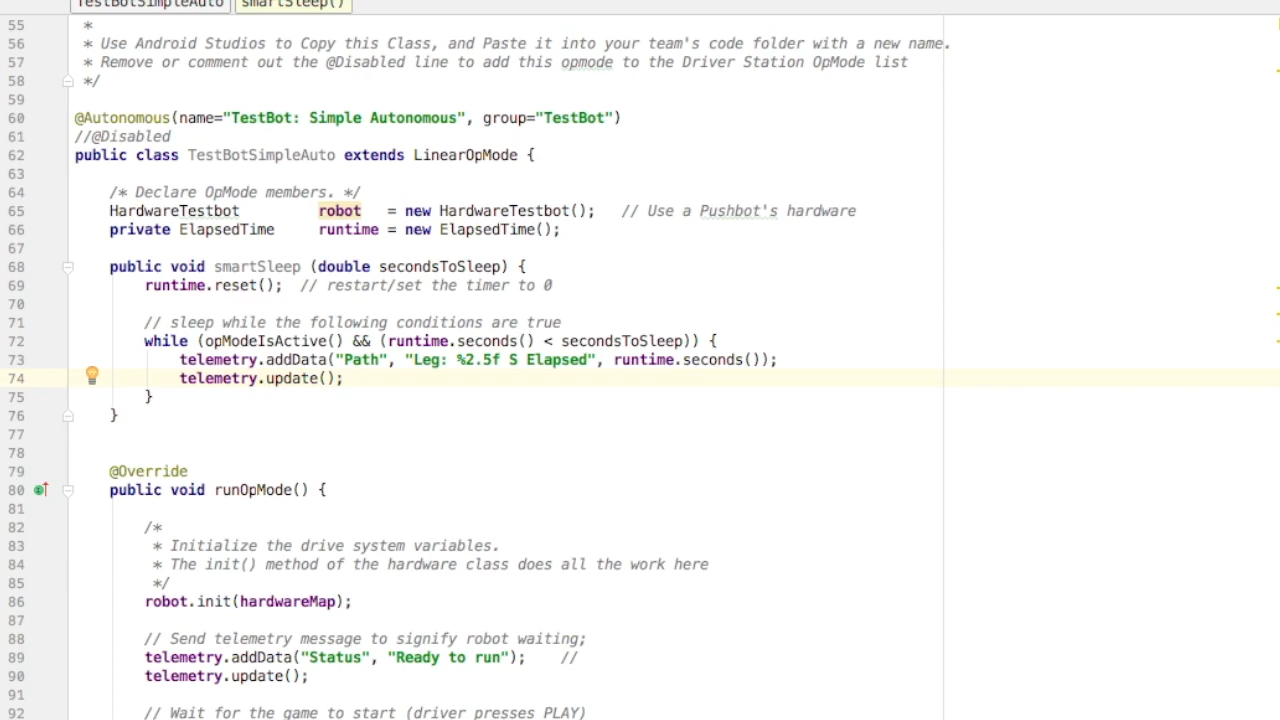 TestBotSimpleAuto smartSleep()
55 *
56 * Use Android Studios to Copy this Class, and Paste it into your team's code folder with a new name.
57 * Remove or comment out the @Disabled line to add this opmode to the Driver Station OpMode list
58 */
59
60 @Autonomous(name="TestBot: Simple Autonomous", group="TestBot")
61 //@Disabled
62 public class TestBotSimpleAuto extends LinearOpMode {
63
64 /* Declare OpMode members. */
65 HardwareTestbot robot = new HardwareTestbot(); // Use a Pushbot's hardware
66 private ElapsedTime runtime = new ElapsedTime();
67
68 public void smartSleep (double secondsToSleep) {
69 runtime.reset(); // restart/set the timer to 0
70
71 // sleep while the following conditions are true
72 while (opModeIsActive() && (runtime.seconds() < secondsToSleep)) {
73 telemetry.addData("Path", "Leg: %2.5f S Elapsed", runtime.seconds());
74 telemetry.update();
75 }
76 }
77
78
79 @Override
80 public void runOpMode() {
81
82 /*
83 * Initialize the drive system variables.
84 * The init() method of the hardware class does all the work here
85 */
86 robot.init(hardwareMap);
87
88 // Send telemetry message to signify robot waiting;
89 telemetry.addData("Status", "Ready to run"); //
90 telemetry.update();
91
92 // Wait for the game to start (driver presses PLAY)